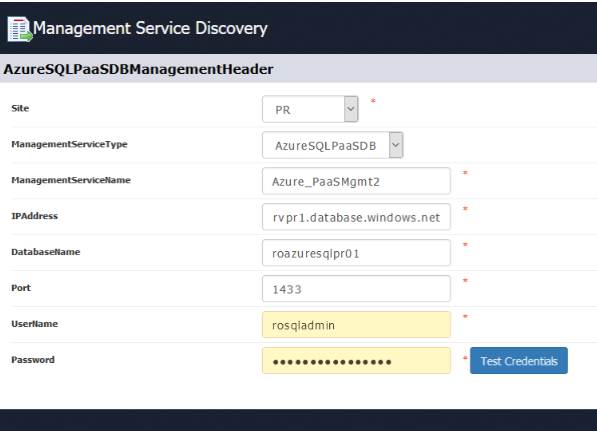 Management Service Discovery
AzureSQLPaaSDBManagementHeader
Site PR *
ManagementServiceType AzureSQLPaaSDB
ManagementServiceName Azure_PaaSMgmt2 *
IPAddress rvpr1.database.windows.net *
DatabaseName roazuresqlpr01 *
Port 1433 *
UserName rosqladmin *
Password ●●●●●●●●●●●●●●●● * Test Credentials